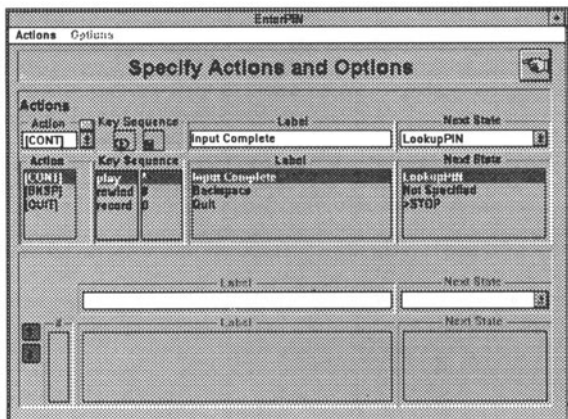 EnterPIN
Actions Options
Specify Actions and Options
Actions
Action Key Sequence Label Next State
[CONT] Input Complete LookupPIN
Action Key Sequence Label Next State
[CONT] play * Input Complete LookupPIN
[BKSP] rewind # Backspace Not Specified
[QUIT] record 0 Quit >STOP
Label Next State
# Label Next State